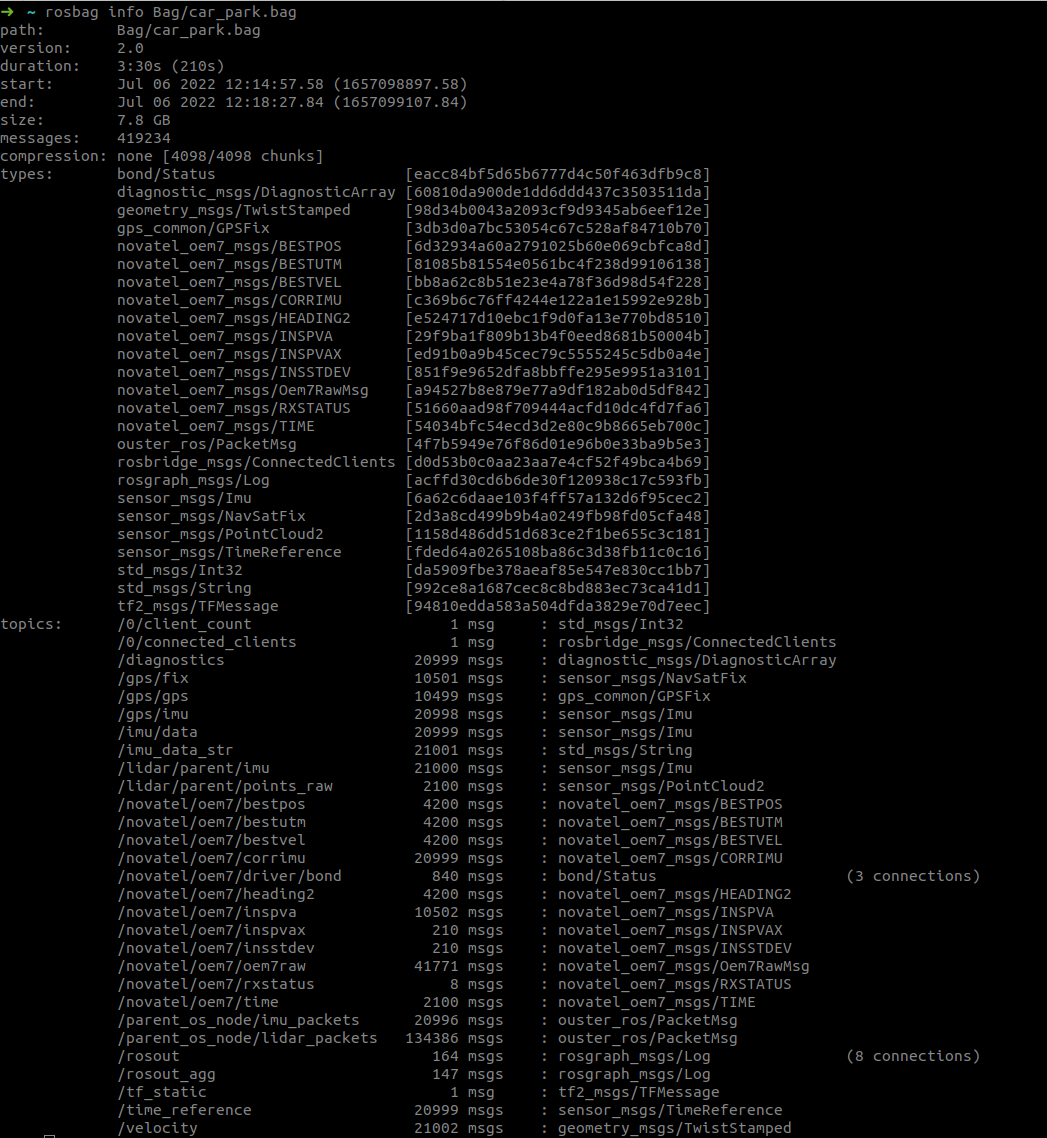 ➜ ~ rosbag info Bag/car_park.bag
path: Bag/car_park.bag
version: 2.0
duration: 3:30s (210s)
start: Jul 06 2022 12:14:57.58 (1657098897.58)
end: Jul 06 2022 12:18:27.84 (1657099107.84)
size: 7.8 GB
messages: 419234
compression: none [4098/4098 chunks]
types: bond/Status [eacc84bf5d65b6777d4c50f463dfb9c8]
diagnostic_msgs/DiagnosticArray [60810da900de1dd6ddd437c3503511da]
geometry_msgs/TwistStamped [98d34b0043a2093cf9d9345ab6eef12e]
gps_common/GPSFix [3db3d0a7bc53054c67c528af84710b70]
novatel_oem7_msgs/BESTPOS [6d32934a60a2791025b60e069cbfca8d]
novatel_oem7_msgs/BESTUTM [81085b81554e0561bc4f238d99106138]
novatel_oem7_msgs/BESTVEL [bb8a62c8b51e23e4a78f36d98d54f228]
novatel_oem7_msgs/CORRIMU [c369b6c76ff4244e122a1e15992e928b]
novatel_oem7_msgs/HEADING2 [e524717d10ebc1f9d0fa13e770bd8510]
novatel_oem7_msgs/INSPVA [29f9ba1f809b13b4f0eed8681b50004b]
novatel_oem7_msgs/INSPVAX [ed91b0a9b45cec79c5555245c5db0a4e]
novatel_oem7_msgs/INSSTDEV [851f9e9652dfa8bbffe295e9951a3101]
novatel_oem7_msgs/Oem7RawMsg [a94527b8e879e77a9df182ab0d5df842]
novatel_oem7_msgs/RXSTATUS [51660aad98f709444acfd10dc4fd7fa6]
novatel_oem7_msgs/TIME [54034bfc54ecd3d2e80c9b8665eb700c]
ouster_ros/PacketMsg [4f7b5949e76f86d01e96b0e33ba9b5e3]
rosbridge_msgs/ConnectedClients [d0d53b0c0aa23aa7e4cf52f49bca4b69]
rosgraph_msgs/Log [acffd30cd6b6de30f120938c17c593fb]
sensor_msgs/Imu [6a62c6daae103f4ff57a132d6f95cec2]
sensor_msgs/NavSatFix [2d3a8cd499b9b4a0249fb98fd05cfa48]
sensor_msgs/PointCloud2 [1158d486dd51d683ce2f1be655c3c181]
sensor_msgs/TimeReference [fded64a0265108ba86c3d38fb11c0c16]
std_msgs/Int32 [da5909fbe378aeaf85e547e830cc1bb7]
std_msgs/String [992ce8a1687cec8c8bd883ec73ca41d1]
tf2_msgs/TFMessage [94810edda583a504dfda3829e70d7eec]
topics: /0/client_count 1 msg : std_msgs/Int32
/0/connected_clients 1 msg : rosbridge_msgs/ConnectedClients
/diagnostics 20999 msgs : diagnostic_msgs/DiagnosticArray
/gps/fix 10501 msgs : sensor_msgs/NavSatFix
/gps/gps 10499 msgs : gps_common/GPSFix
/gps/imu 20998 msgs : sensor_msgs/Imu
/imu/data 20999 msgs : sensor_msgs/Imu
/imu_data_str 21001 msgs : std_msgs/String
/lidar/parent/imu 21000 msgs : sensor_msgs/Imu
/lidar/parent/points_raw 2100 msgs : sensor_msgs/PointCloud2
/novatel/oem7/bestpos 4200 msgs : novatel_oem7_msgs/BESTPOS
/novatel/oem7/bestutm 4200 msgs : novatel_oem7_msgs/BESTUTM
/novatel/oem7/bestvel 4200 msgs : novatel_oem7_msgs/BESTVEL
/novatel/oem7/corrimu 20999 msgs : novatel_oem7_msgs/CORRIMU
/novatel/oem7/driver/bond 840 msgs : bond/Status (3 connections)
/novatel/oem7/heading2 4200 msgs : novatel_oem7_msgs/HEADING2
/novatel/oem7/inspva 10502 msgs : novatel_oem7_msgs/INSPVA
/novatel/oem7/inspvax 210 msgs : novatel_oem7_msgs/INSPVAX
/novatel/oem7/insstdev 210 msgs : novatel_oem7_msgs/INSSTDEV
/novatel/oem7/oem7raw 41771 msgs : novatel_oem7_msgs/Oem7RawMsg
/novatel/oem7/rxstatus 8 msgs : novatel_oem7_msgs/RXSTATUS
/novatel/oem7/time 2100 msgs : novatel_oem7_msgs/TIME
/parent_os_node/imu_packets 20996 msgs : ouster_ros/PacketMsg
/parent_os_node/lidar_packets 134386 msgs : ouster_ros/PacketMsg
/rosout 164 msgs : rosgraph_msgs/Log (8 connections)
/rosout_agg 147 msgs : rosgraph_msgs/Log
/tf_static 1 msg : tf2_msgs/TFMessage
/time_reference 20999 msgs : sensor_msgs/TimeReference
/velocity 21002 msgs : geometry_msgs/TwistStamped